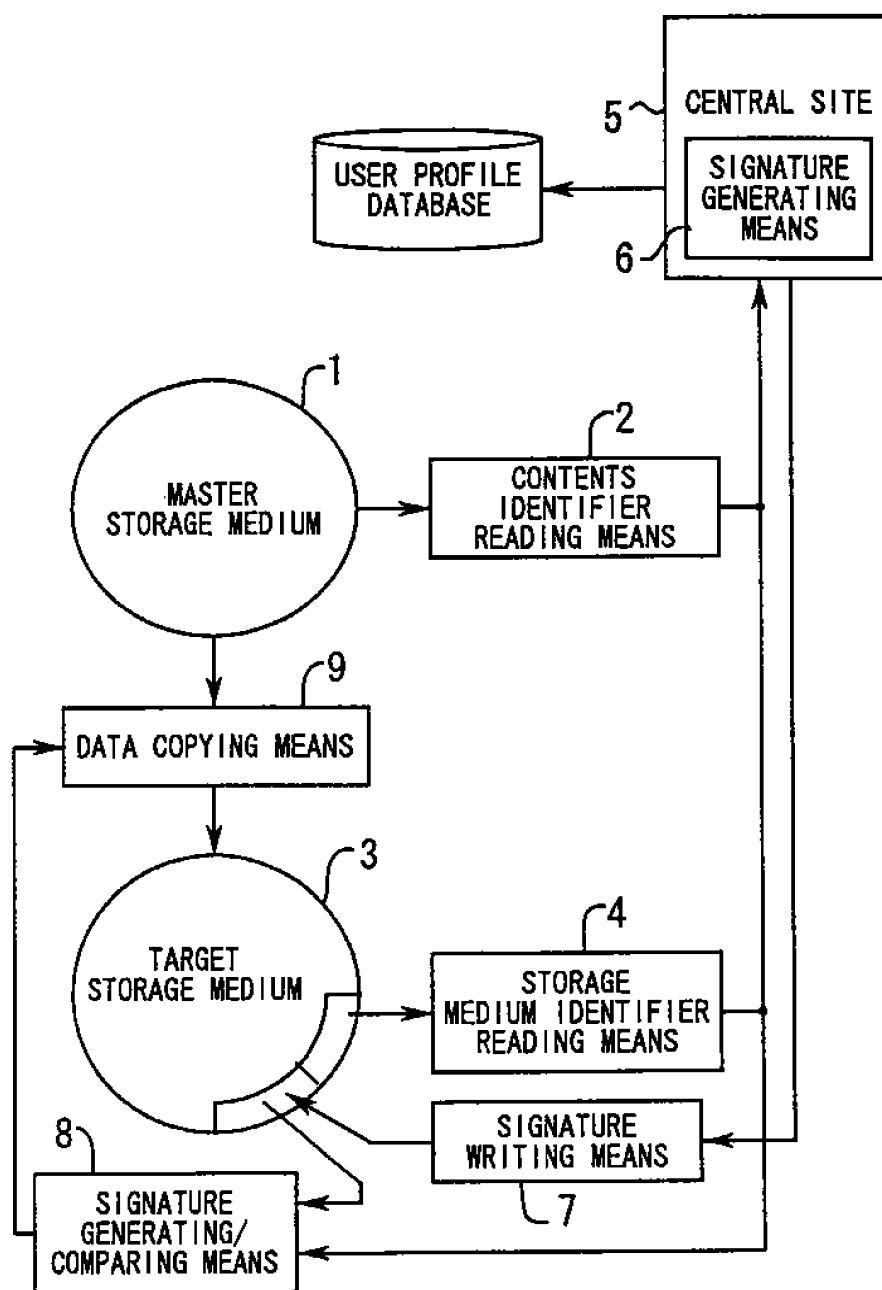 5
CENTRAL SITE
SIGNATURE
GENERATING
MEANS
6
USER PROFILE
DATABASE
1
MASTER
STORAGE MEDIUM
2
CONTENTS
IDENTIFIER
READING MEANS
9
DATA COPYING MEANS
3
TARGET
STORAGE MEDIUM
4
STORAGE
MEDIUM IDENTIFIER
READING MEANS
SIGNATURE
WRITING MEANS
7
8
SIGNATURE
GENERATING/
COMPARING MEANS